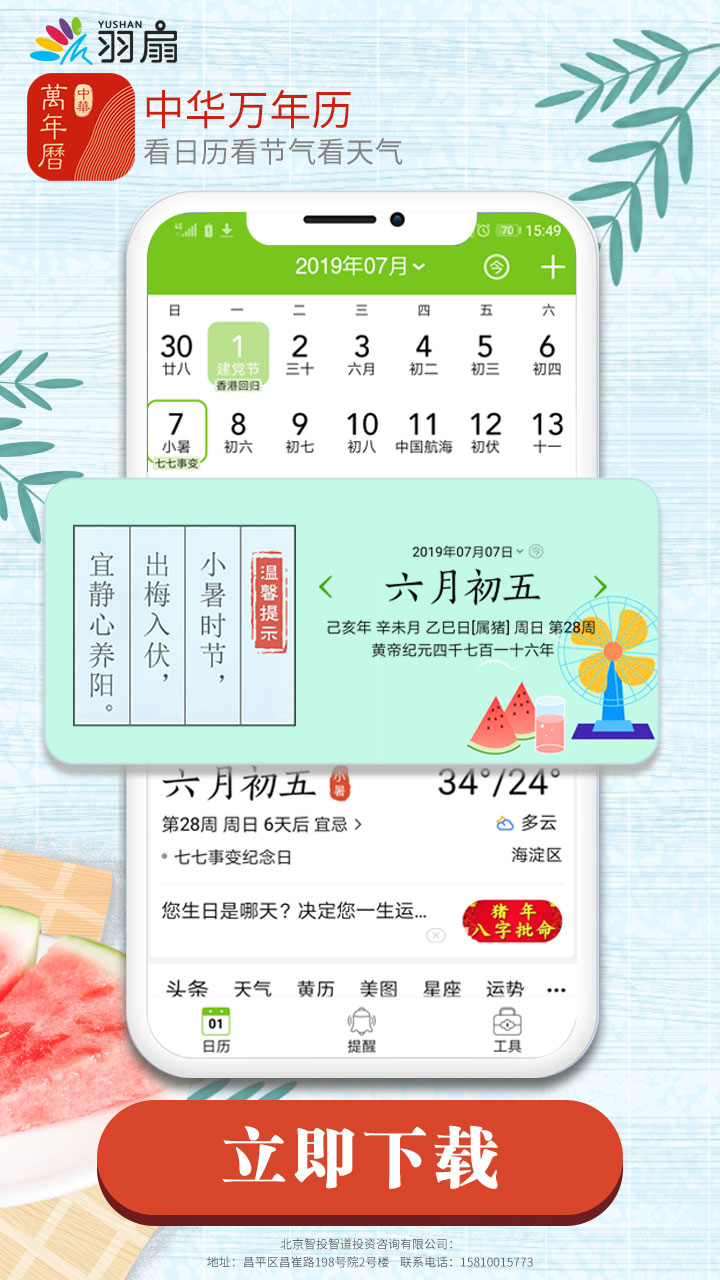 YUSHAN
羽扇
萬年曆
中華
中华万年历
看日历看节气看天气
70 15:49
2019年07月
今
日 一 二 三 四 五 六
30 1 2 3 4 5 6
廿八 建党节 三十 六月 初二 初三 初四
香港回归
7 8 9 10 11 12 13
小暑 初六 初七 初八 中国航海 初伏 十一
七七事变
温馨提示
小暑时节，
出梅入伏，
宜静心养阳。
2019年07月07日 今
六月初五
己亥年 辛未月 乙巳日[属猪] 周日 第28周
黄帝纪元四千七百一十六年
六月初五 小暑 34°/24°
第28周 周日 6天后 宜忌 多云
七七事变纪念日 海淀区
您生日是哪天？决定您一生运...
猪年
八字批命
头条 天气 黄历 美图 星座 运势 ...
01
日历 提醒 工具
立即下载
北京智投智道投资咨询有限公司：
地址：昌平区昌崔路198号院2号楼 联系电话：15810015773